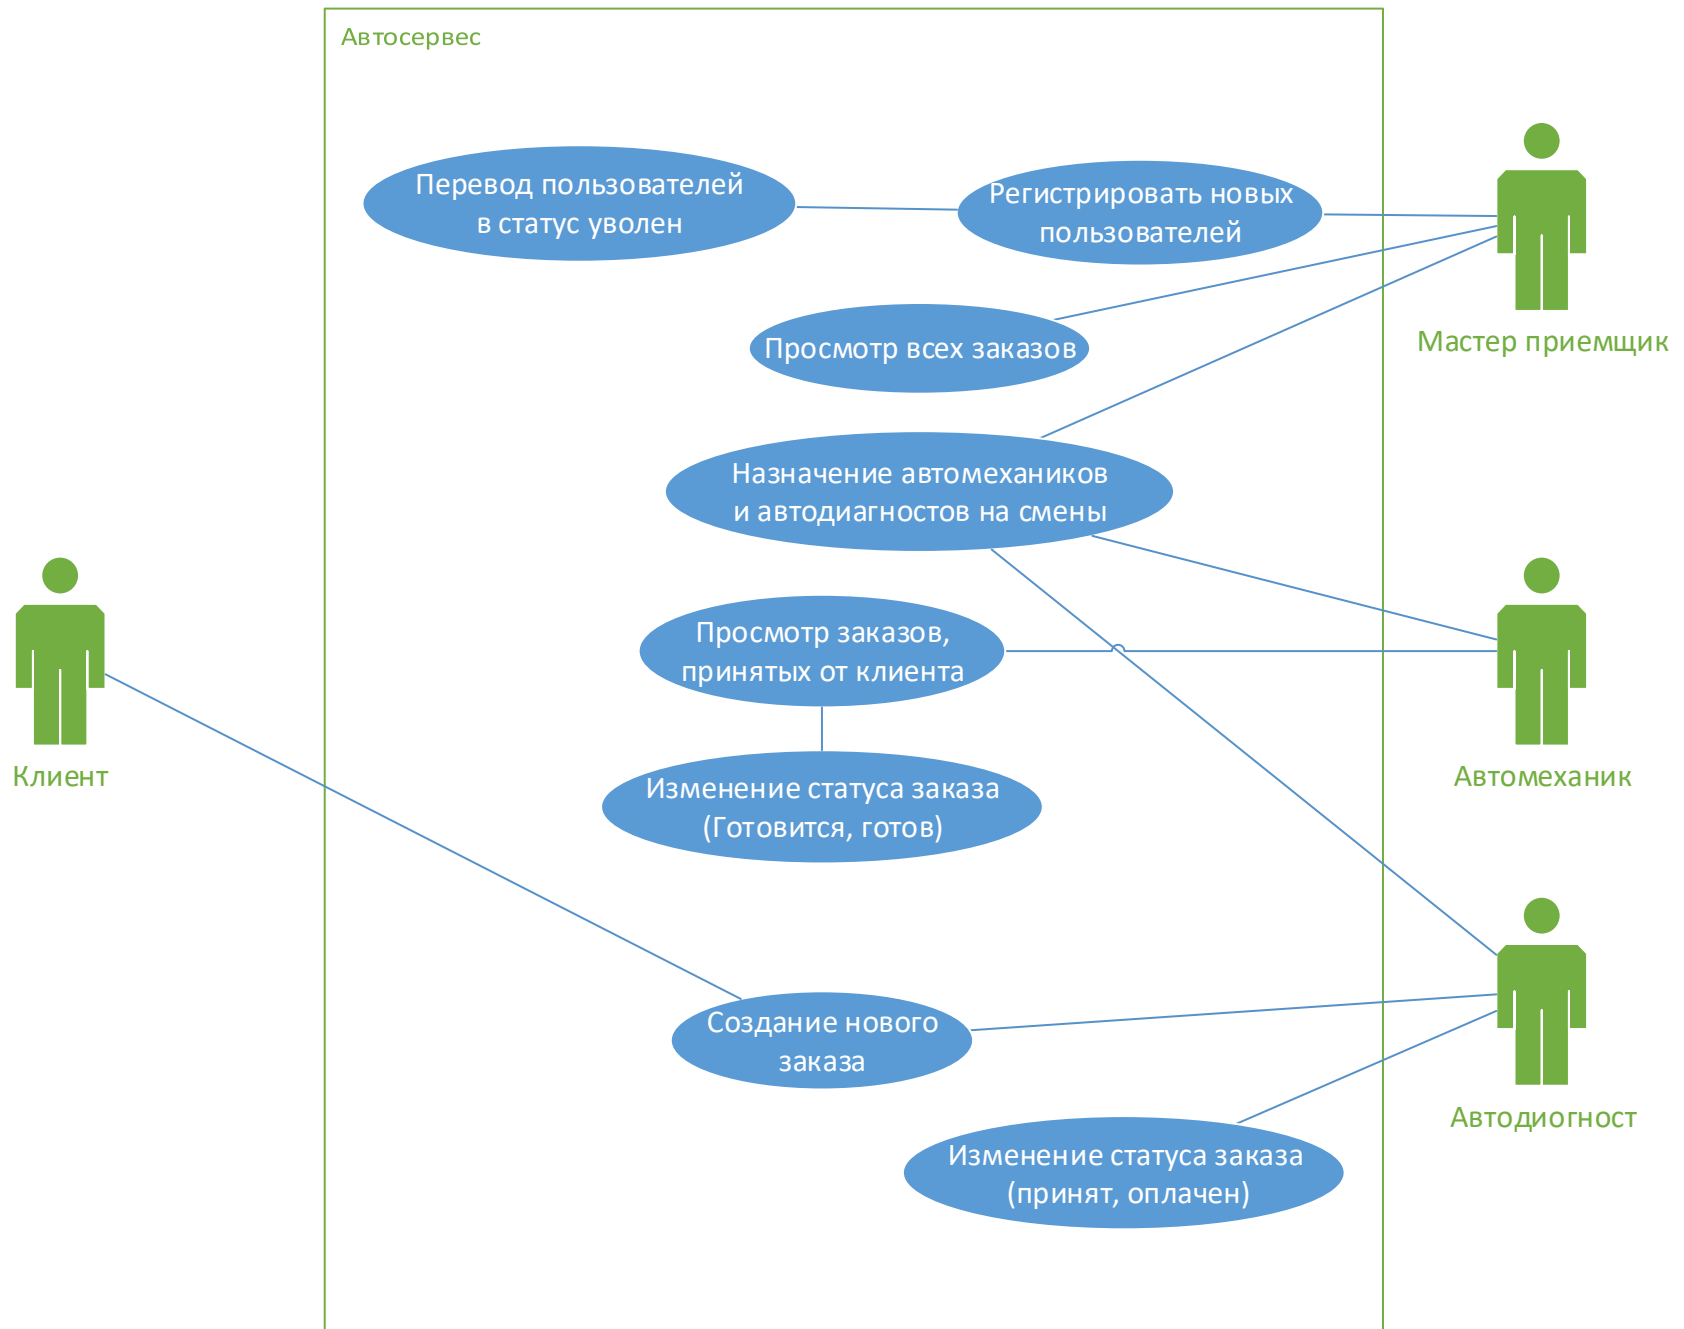 Автосервес
Перевод пользователей
в статус уволен
Регистрировать новых
пользователей
Мастер приемщик
Просмотр всех заказов
Назначение автомехаников
и автодиагностов на смены
Просмотр заказов,
принятых от клиента
Клиент
Автомеханик
Изменение статуса заказа
(Готовится, готов)
Создание нового
заказа
Автодиогност
Изменение статуса заказа
(принят, оплачен)